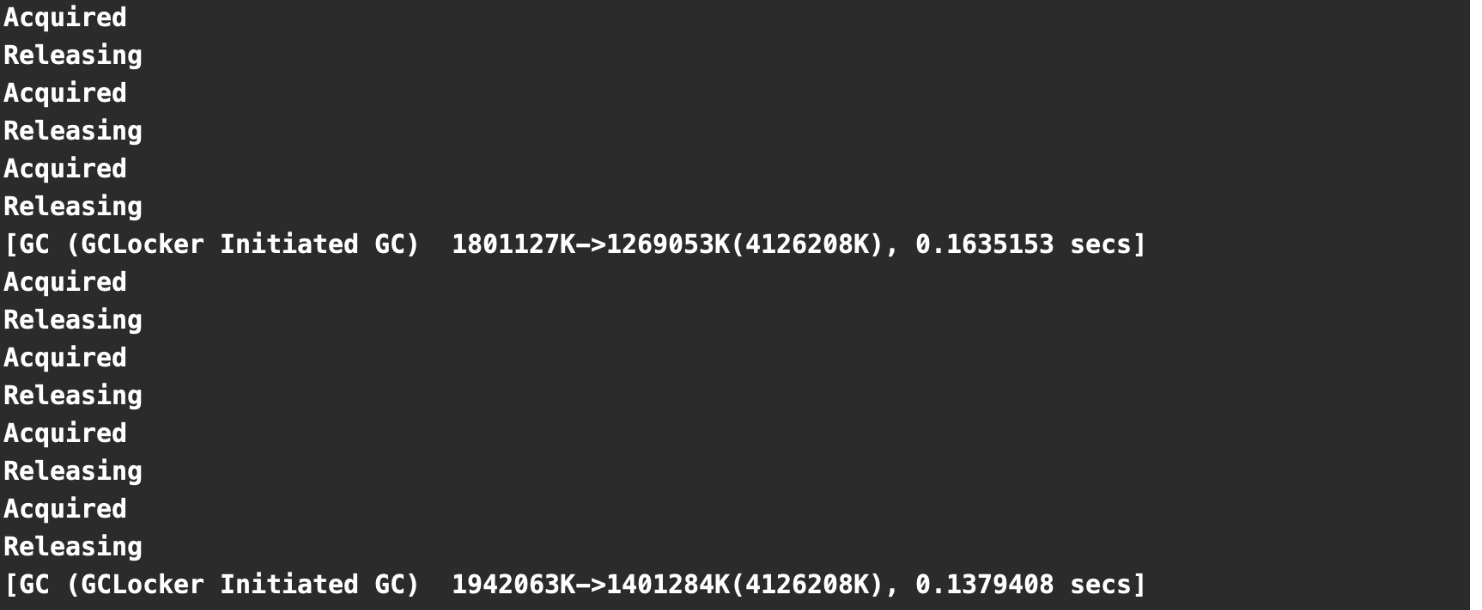 Acquired
Releasing
Acquired
Releasing
Acquired
Releasing
[GC (GCLocker Initiated GC)  1801127K->1269053K(4126208K), 0.1635153 secs]
Acquired
Releasing
Acquired
Releasing
Acquired
Releasing
Acquired
Releasing
[GC (GCLocker Initiated GC)  1942063K->1401284K(4126208K), 0.1379408 secs]